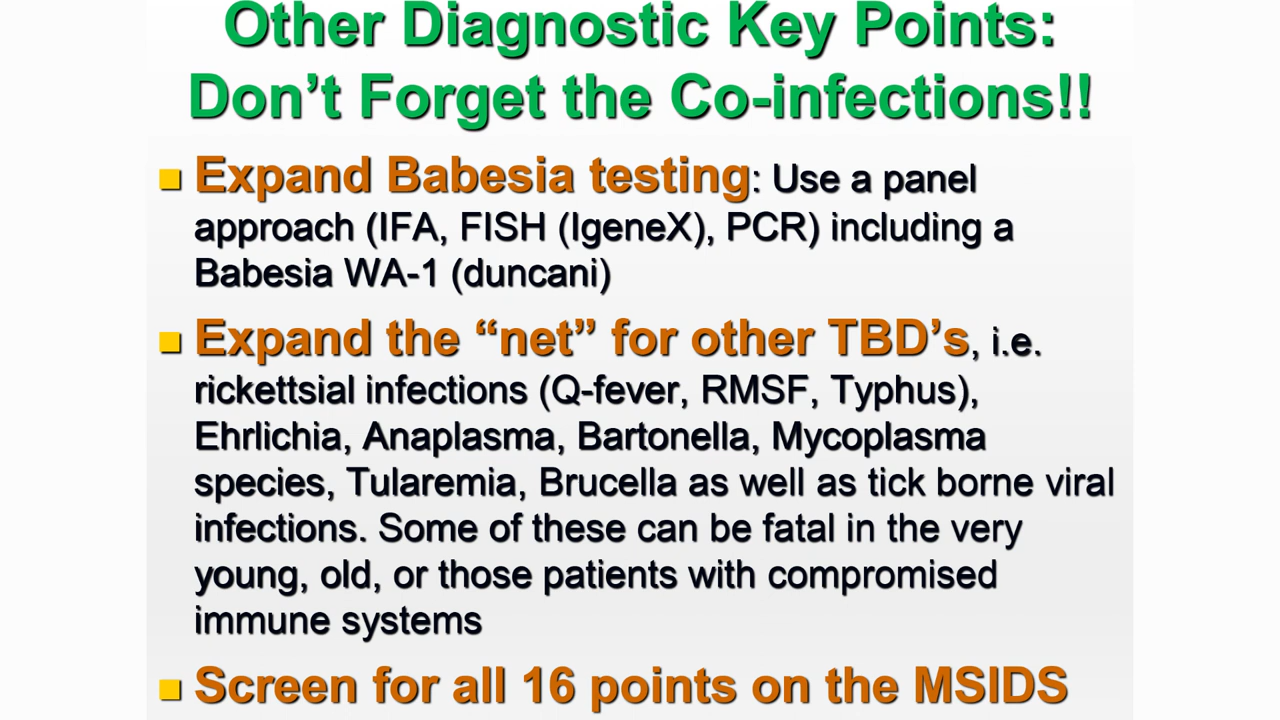 Other Diagnostic Key Points:
Don’t Forget the Co-infections!!
Expand Babesia testing: Use a panel
approach (IFA, FISH (IgeneX), PCR) including a
Babesia WA-1 (duncani)
Expand the “net” for other TBD’s, i.e.
rickettsial infections (Q-fever, RMSF, Typhus),
Ehrlichia, Anaplasma, Bartonella, Mycoplasma
species, Tularemia, Brucella as well as tick borne viral
infections. Some of these can be fatal in the very
young, old, or those patients with compromised
immune systems
Screen for all 16 points on the MSIDS